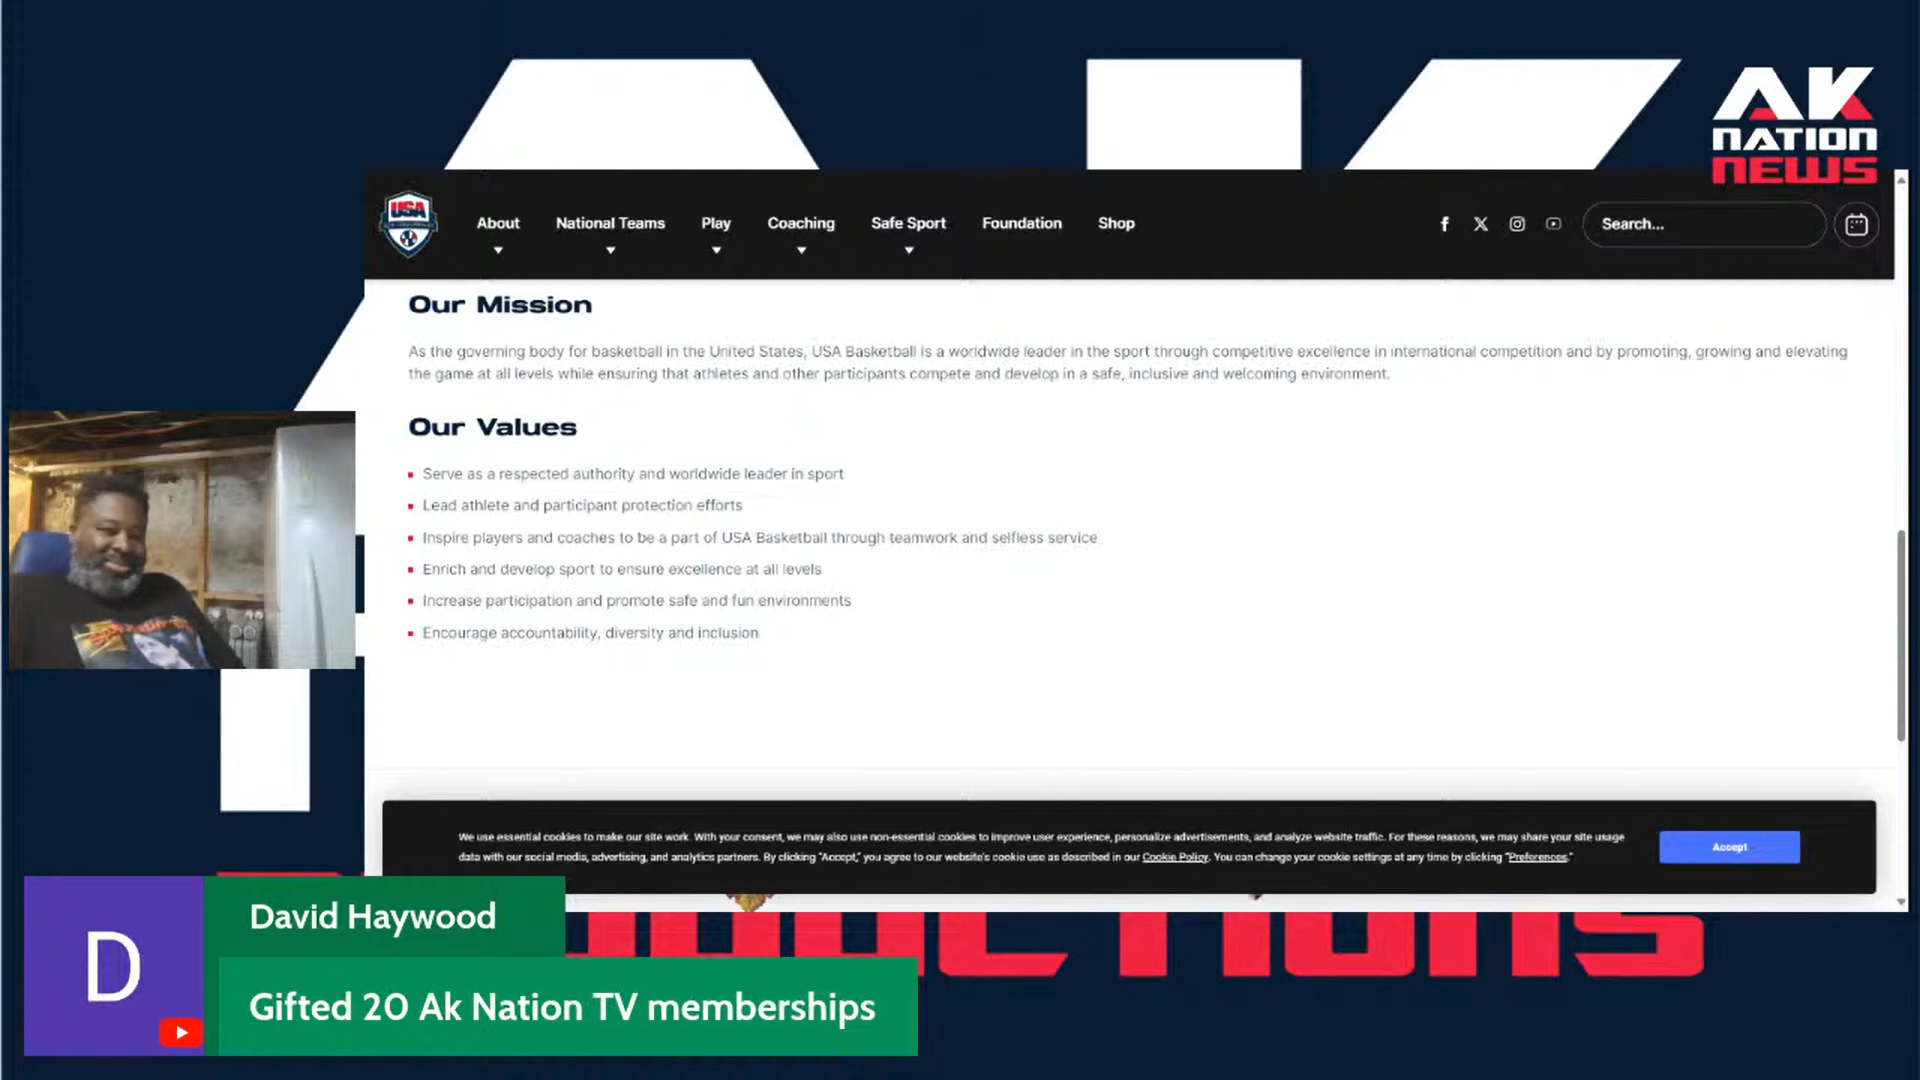 AK
NATION
NEWS
USA
About
National Teams
Play
Coaching
Safe Sport
Foundation
Shop
Search...
Our Mission
As the governing body for basketball in the United States, USA Basketball is a worldwide leader in the sport through competitive excellence in international competition and by promoting, growing and elevating
the game at all levels while ensuring that athletes and other participants compete and develop in a safe, inclusive and welcoming environment.
Our Values
Serve as a respected authority and worldwide leader in sport
Lead athlete and participant protection efforts
Inspire players and coaches to be a part of USA Basketball through teamwork and selfless service
Enrich and develop sport to ensure excellence at all levels
Increase participation and promote safe and fun environments
Encourage accountability, diversity and inclusion
We use essential cookies to make our site work. With your consent, we may also use non-essential cookies to improve user experience, personalize advertisements, and analyze website traffic. For these reasons, we may share your site usage
data with our social media, advertising, and analytics partners. By clicking "Accept," you agree to our website's cookie use as described in our Cookie Policy. You can change your cookie settings at any time by clicking "Preferences."
Accept
D
David Haywood
Gifted 20 Ak Nation TV memberships